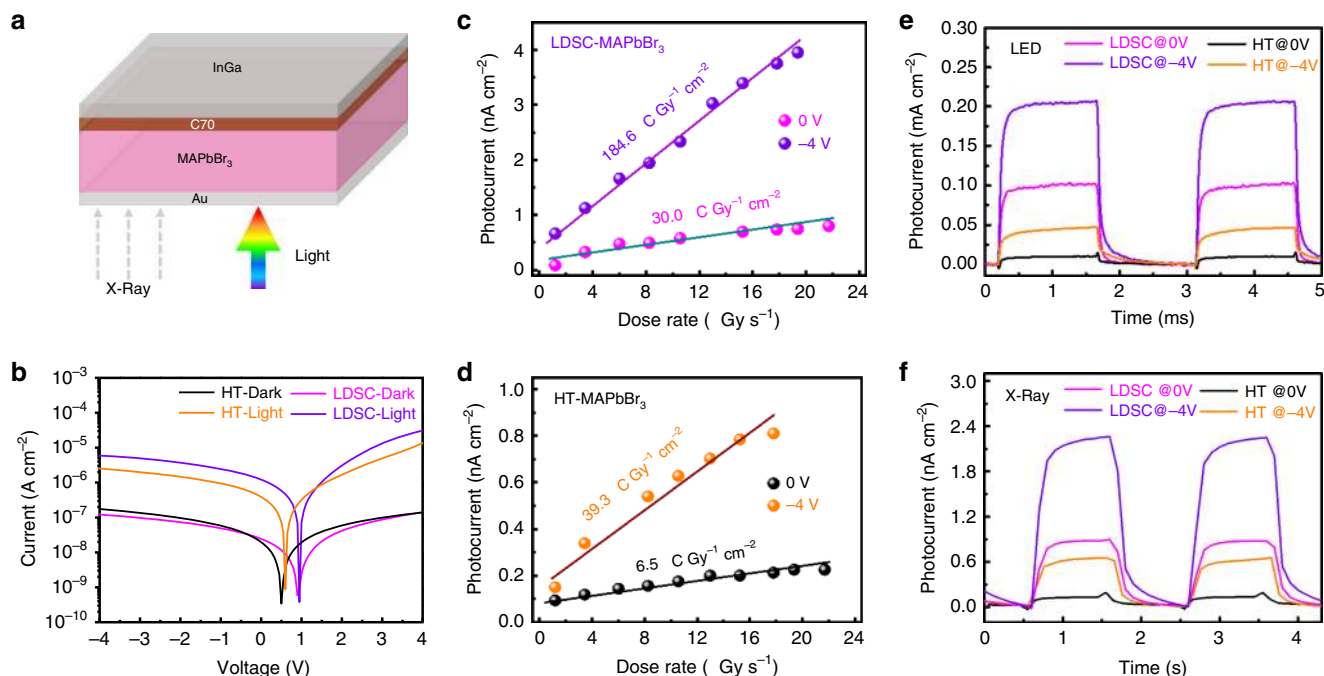 a
InGa
C70
MAPbBr₃
Au
X-Ray
Light
b
HT-Dark LDSC-Dark
HT-Light LDSC-Light
10⁻³
10⁻⁴
10⁻⁵
10⁻⁶
10⁻⁷
10⁻⁸
10⁻⁹
10⁻¹⁰
Current (A cm⁻²)
–4 –3 –2 –1 0 1 2 3 4
Voltage (V)
c
LDSC-MAPbBr₃
184.6 C Gy⁻¹ cm⁻²
0 V
–4 V
30.0 C Gy⁻¹ cm⁻²
4
3
2
1
0
Photocurrent (nA cm⁻²)
0 4 8 12 16 20 24
Dose rate ( Gy s⁻¹)
d
HT-MAPbBr₃
39.3 C Gy⁻¹ cm⁻²
0 V
–4 V
6.5 C Gy⁻¹ cm⁻²
1.0
0.8
0.6
0.4
0.2
0.0
Photocurrent (nA cm⁻²)
0 4 8 12 16 20 24
Dose rate ( Gy s⁻¹)
e
LED
LDSC@0V HT@0V
LDSC@–4V HT@–4V
0.30
0.25
0.20
0.15
0.10
0.05
0.00
Photocurrent (mA cm⁻²)
0 1 2 3 4 5
Time (ms)
f
X-Ray
LDSC @0V HT @0V
LDSC@–4V HT @–4V
3.0
2.4
1.8
1.2
0.6
0.0
Photocurrent (nA cm⁻²)
0 1 2 3 4
Time (s)